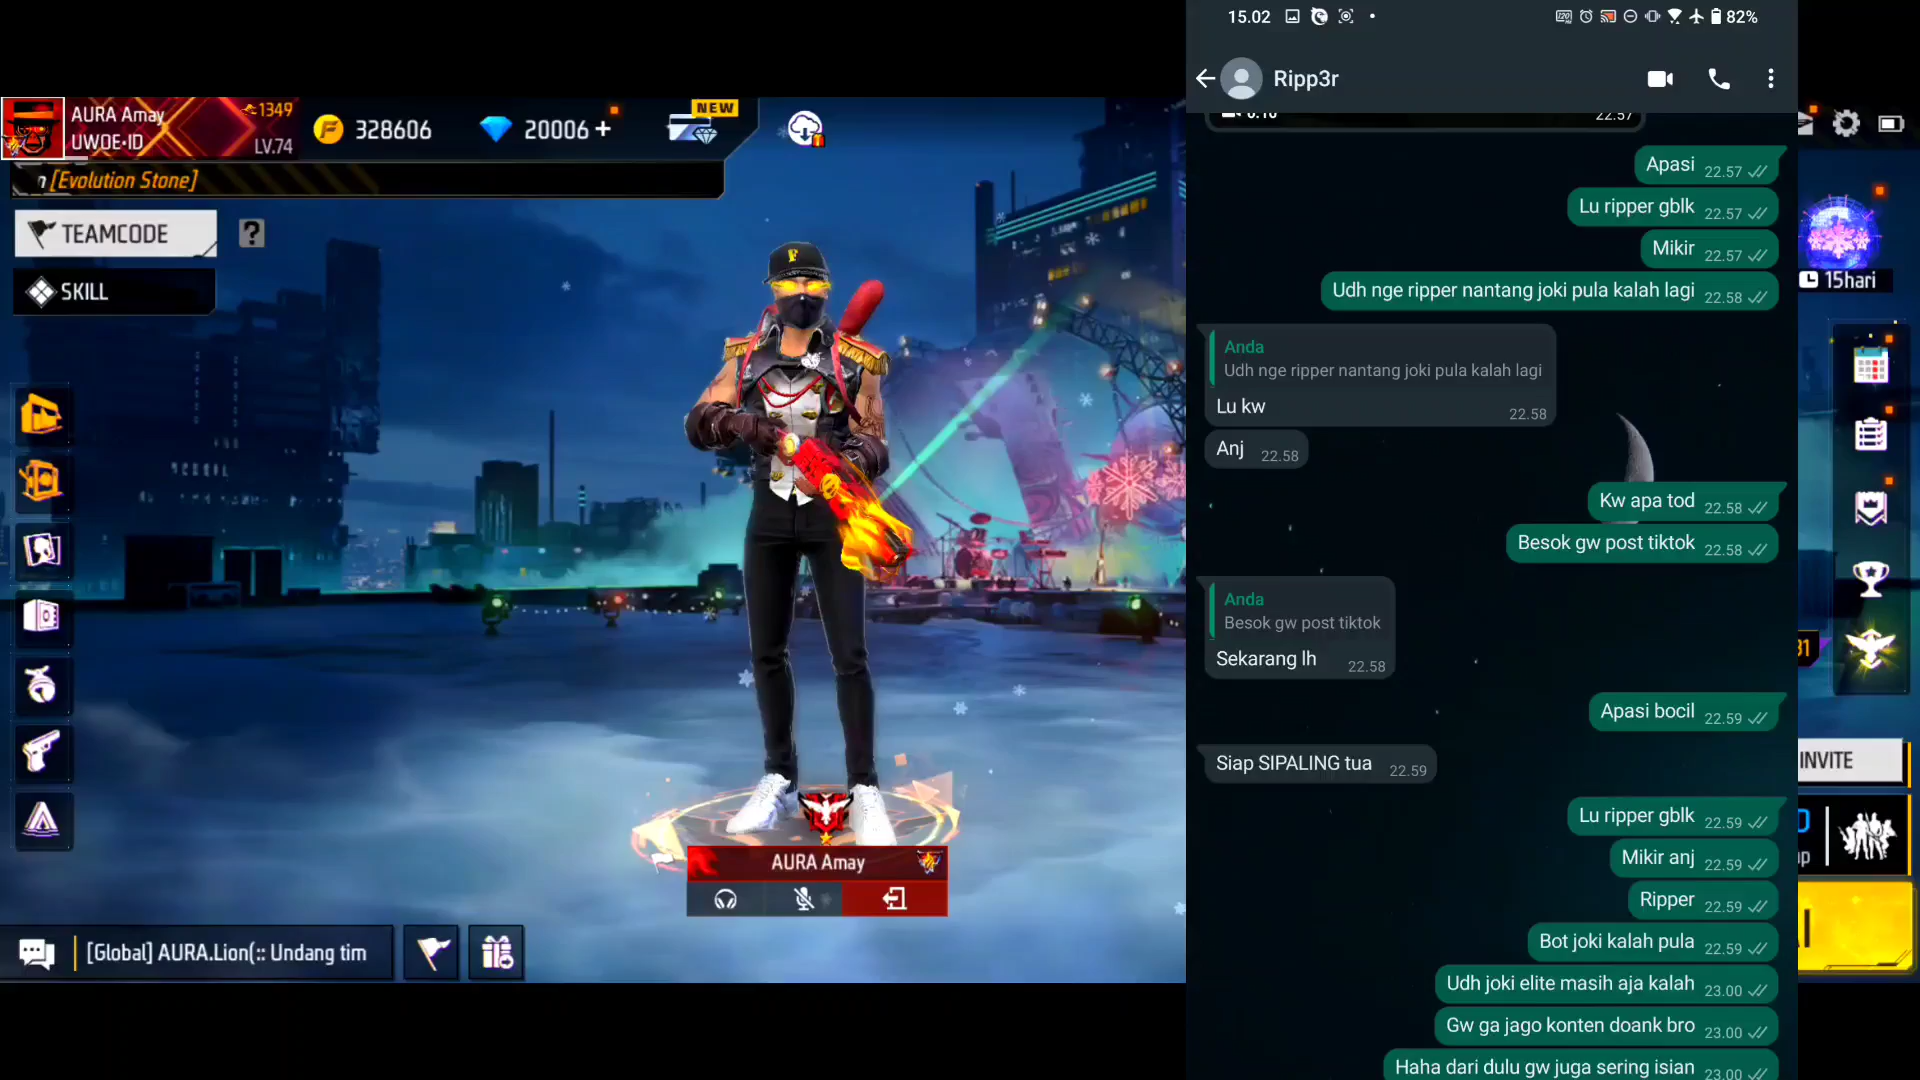 AURA Amay
UWOE•ID
1349
LV.74
328606
20006 +
NEW
[Evolution Stone]
TEAMCODE
?
SKILL
AURA Amay
[Global] AURA.Lion(:: Undang tim
15hari
INVITE
15.02
82%
Ripp3r
22.57
Apasi 22.57
Lu ripper gblk 22.57
Mikir 22.57
Udh nge ripper nantang joki pula kalah lagi 22.58
Anda
Udh nge ripper nantang joki pula kalah lagi
Lu kw 22.58
Anj 22.58
Kw apa tod 22.58
Besok gw post tiktok 22.58
Anda
Besok gw post tiktok
Sekarang lh 22.58
Apasi bocil 22.59
Siap SIPALING tua 22.59
Lu ripper gblk 22.59
Mikir anj 22.59
Ripper 22.59
Bot joki kalah pula 22.59
Udh joki elite masih aja kalah 23.00
Gw ga jago konten doank bro 23.00
Haha dari dulu gw juga sering isian 23.00